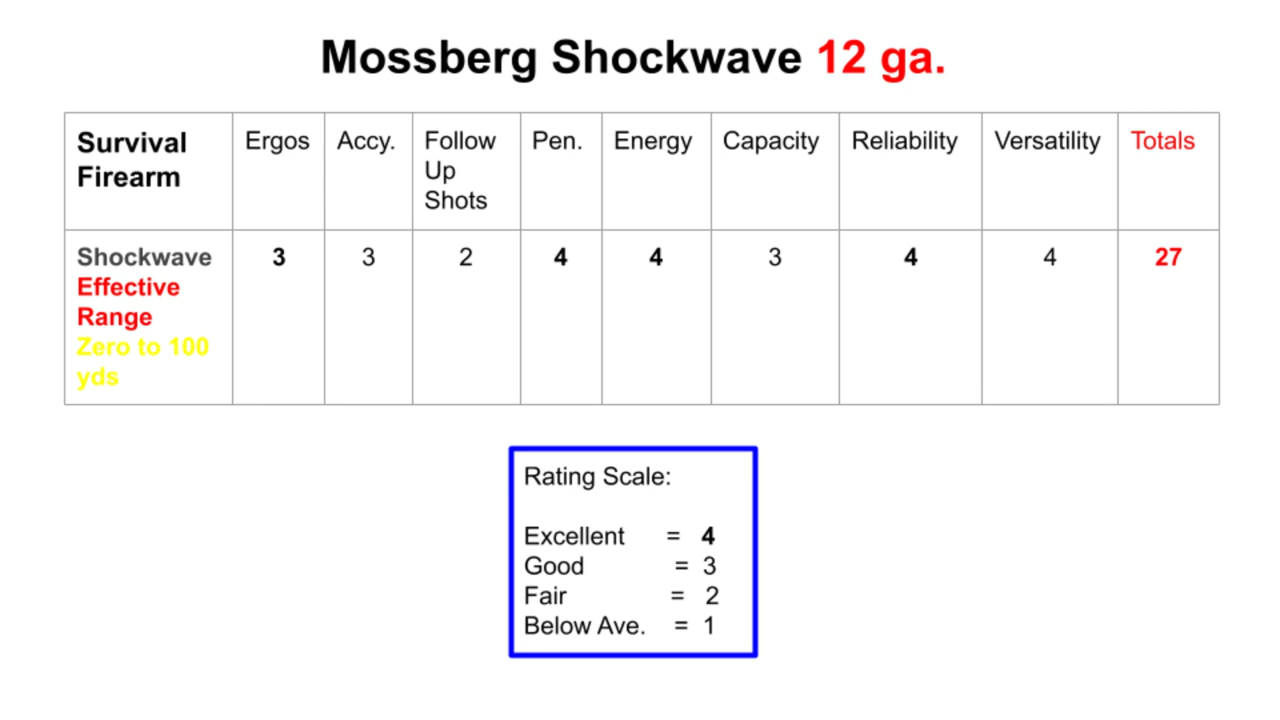 Mossberg Shockwave 12 ga.
Survival Firearm
Ergos
Accy.
Follow Up Shots
Pen.
Energy
Capacity
Reliability
Versatility
Totals
Shockwave
Effective Range
Zero to 100 yds
3
3
2
4
4
3
4
4
27
Rating Scale:
Excellent = 4
Good = 3
Fair = 2
Below Ave. = 1